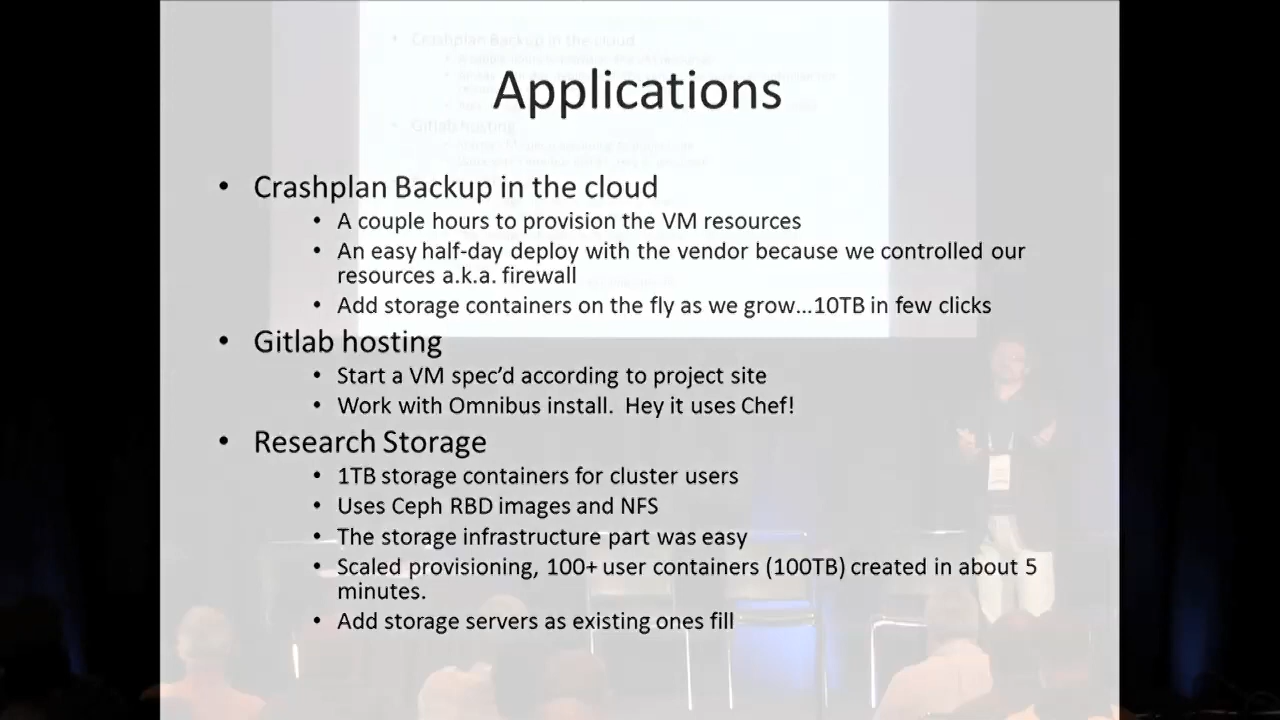 Applications
• Crashplan Backup in the cloud
• A couple hours to provision the VM resources
• An easy half-day deploy with the vendor because we controlled our
resources a.k.a. firewall
• Add storage containers on the fly as we grow…10TB in few clicks
• Gitlab hosting
• Start a VM spec’d according to project site
• Work with Omnibus install.  Hey it uses Chef!
• Research Storage
• 1TB storage containers for cluster users
• Uses Ceph RBD images and NFS
• The storage infrastructure part was easy
• Scaled provisioning, 100+ user containers (100TB) created in about 5
minutes.
• Add storage servers as existing ones fill